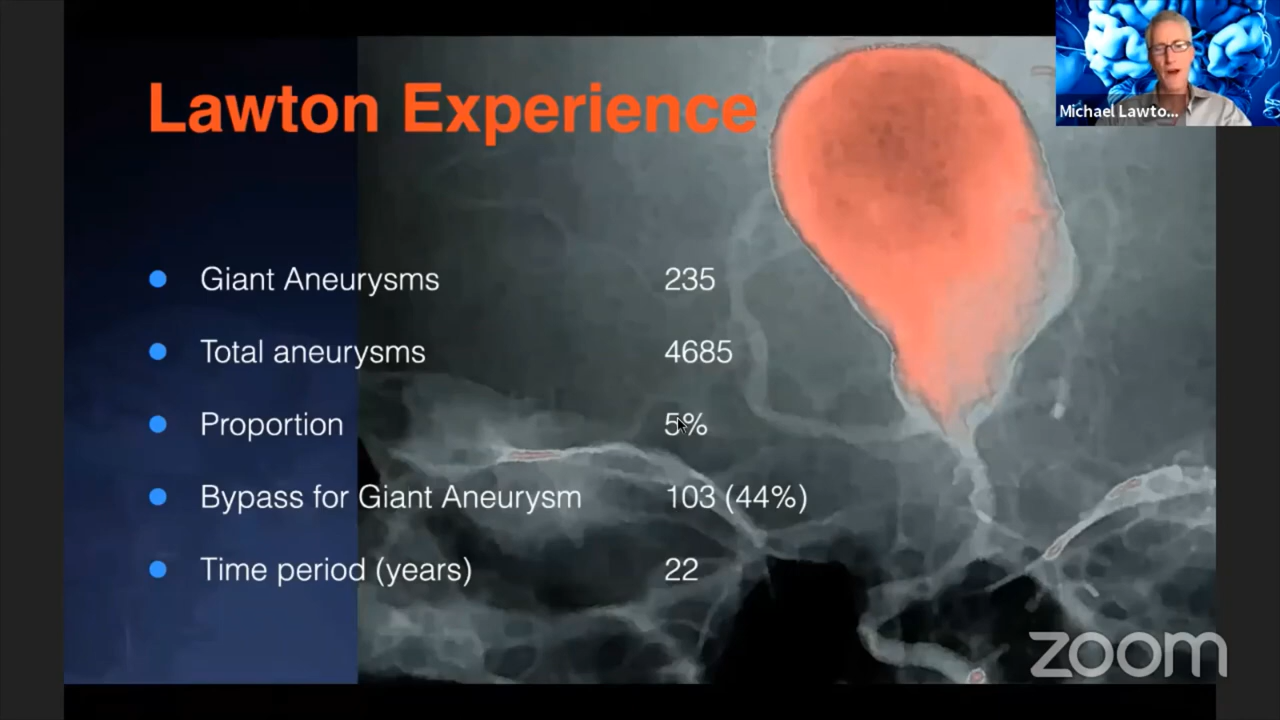 Lawton Experience
Michael Lawto...
Giant Aneurysms 235
Total aneurysms 4685
Proportion 5%
Bypass for Giant Aneurysm 103 (44%)
Time period (years) 22
zoom